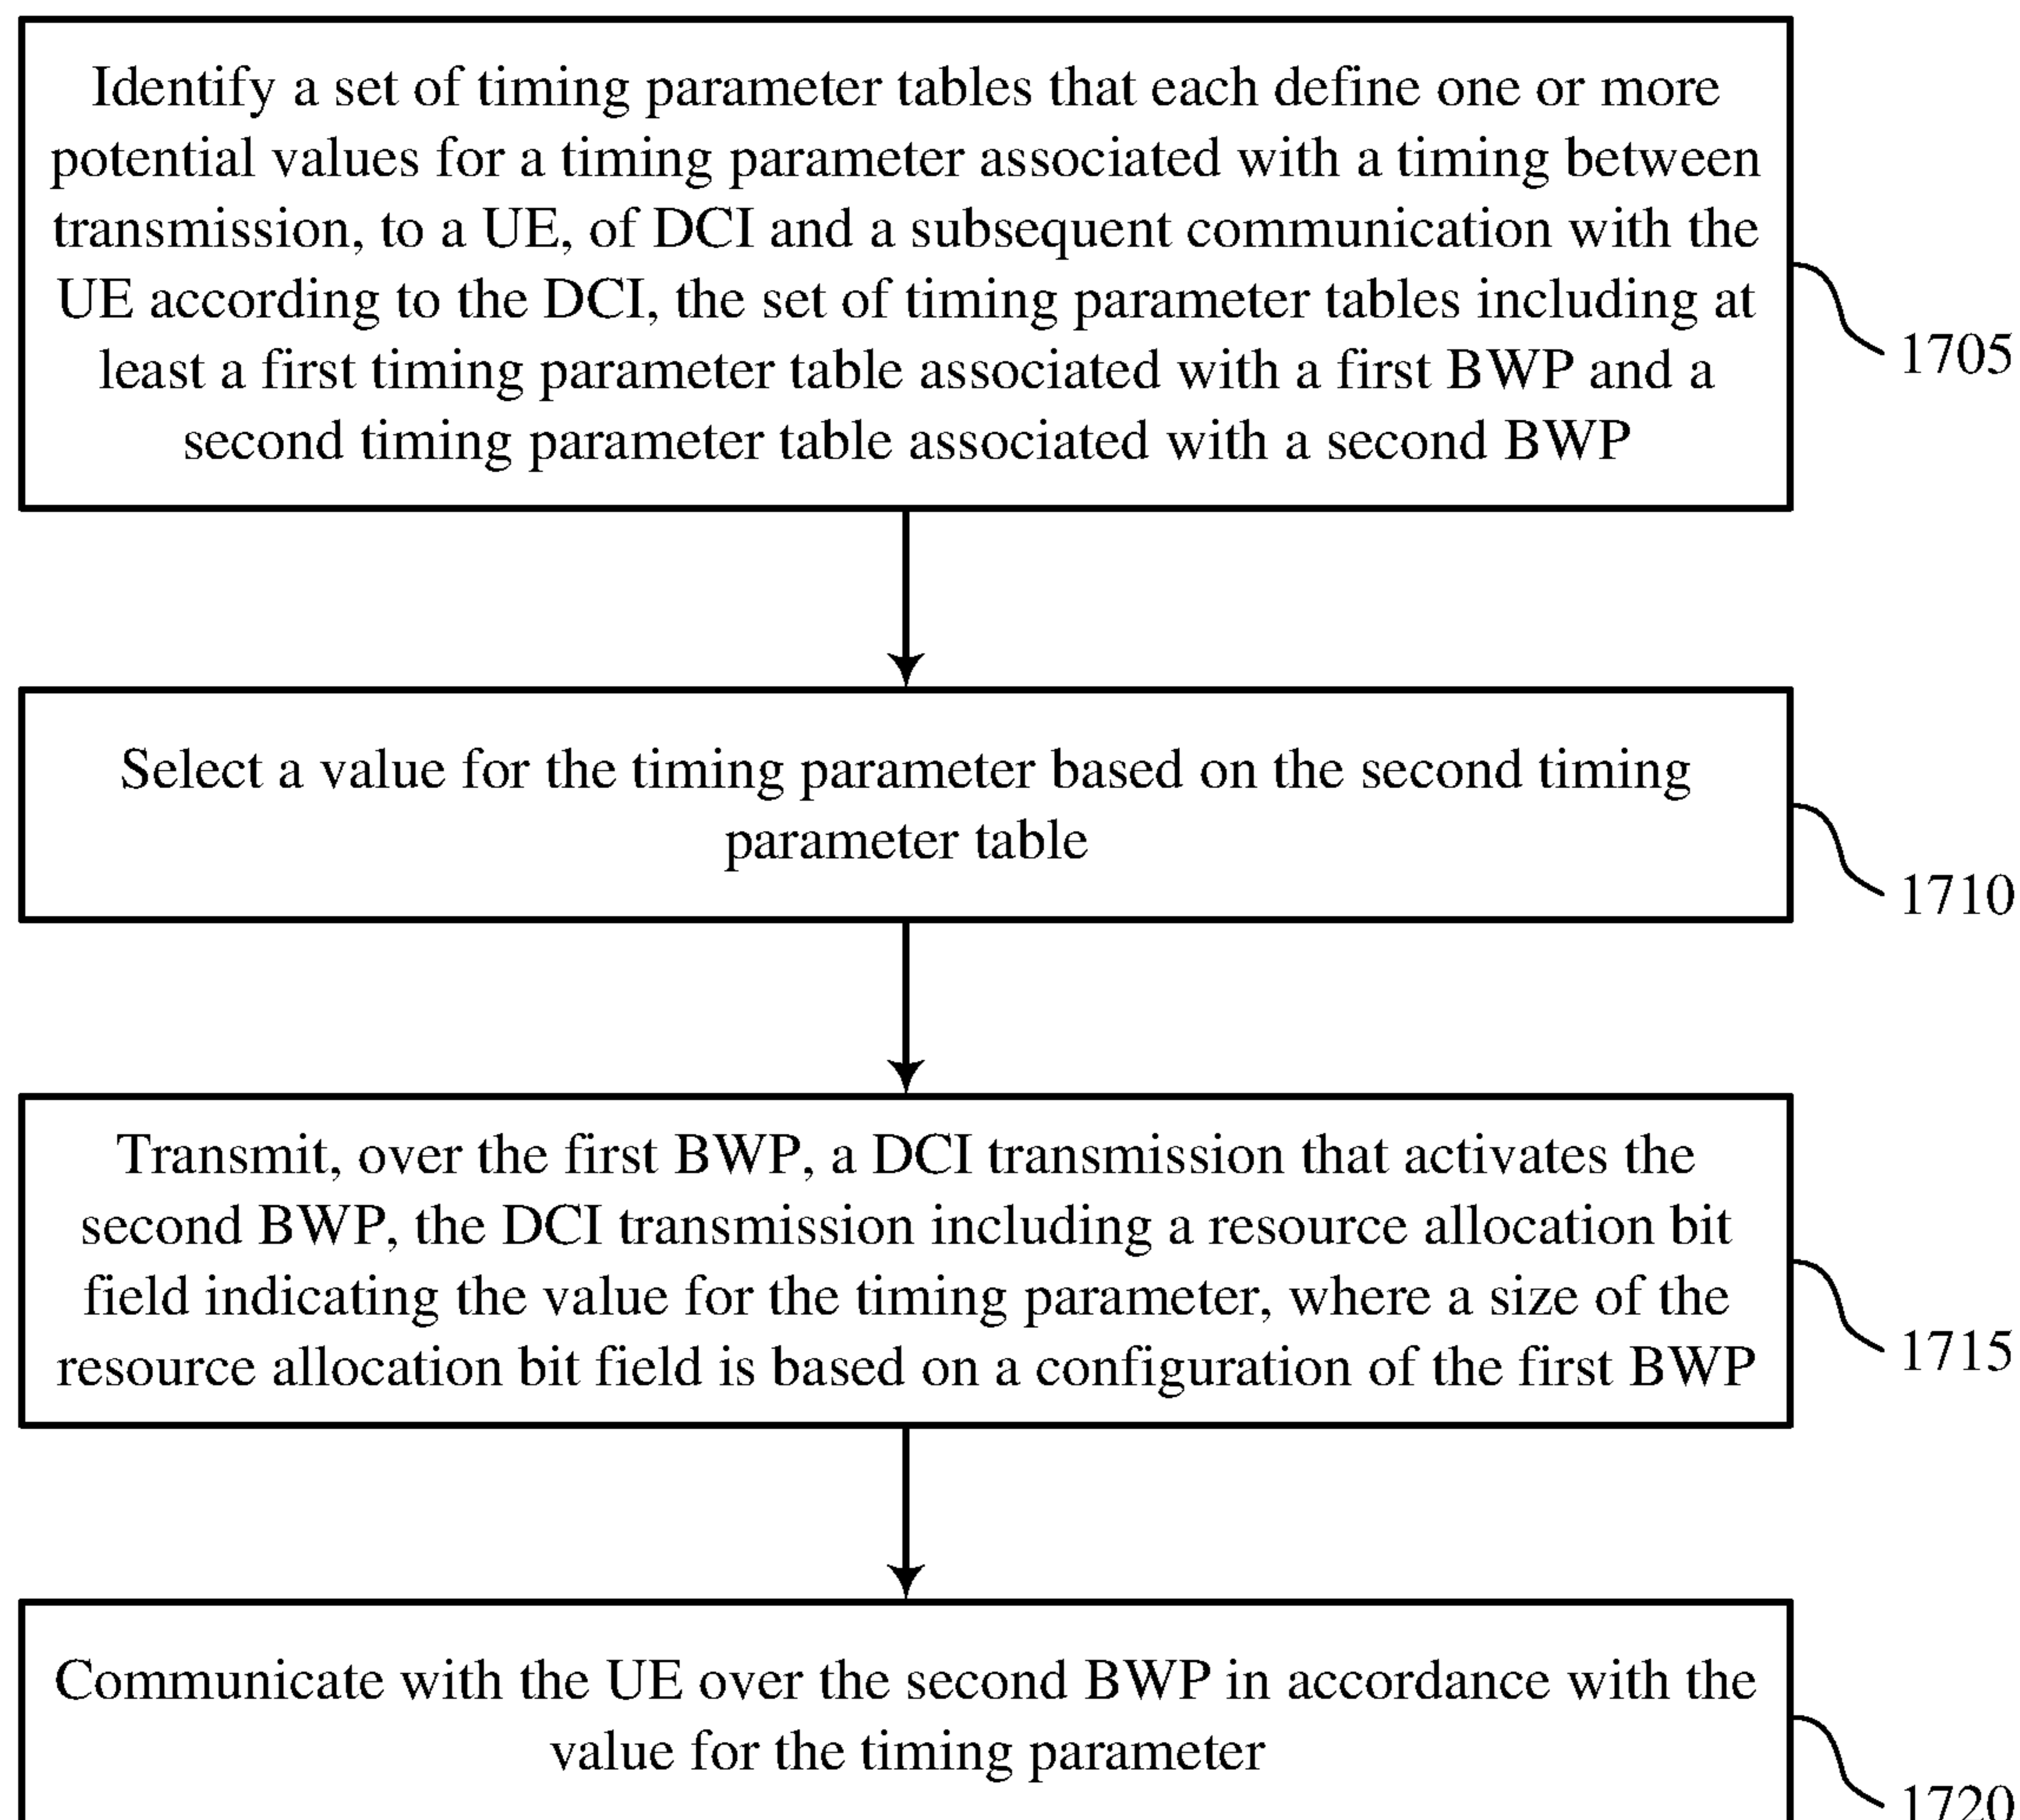 Identify a set of timing parameter tables that each define one or more
potential values for a timing parameter associated with a timing between
transmission, to a UE, of DCI and a subsequent communication with the
UE according to the DCI, the set of timing parameter tables including at
least a first timing parameter table associated with a first BWP and a
second timing parameter table associated with a second BWP
1705
Select a value for the timing parameter based on the second timing
parameter table
1710
Transmit, over the first BWP, a DCI transmission that activates the
second BWP, the DCI transmission including a resource allocation bit
field indicating the value for the timing parameter, where a size of the
resource allocation bit field is based on a configuration of the first BWP
1715
Communicate with the UE over the second BWP in accordance with the
value for the timing parameter
1720